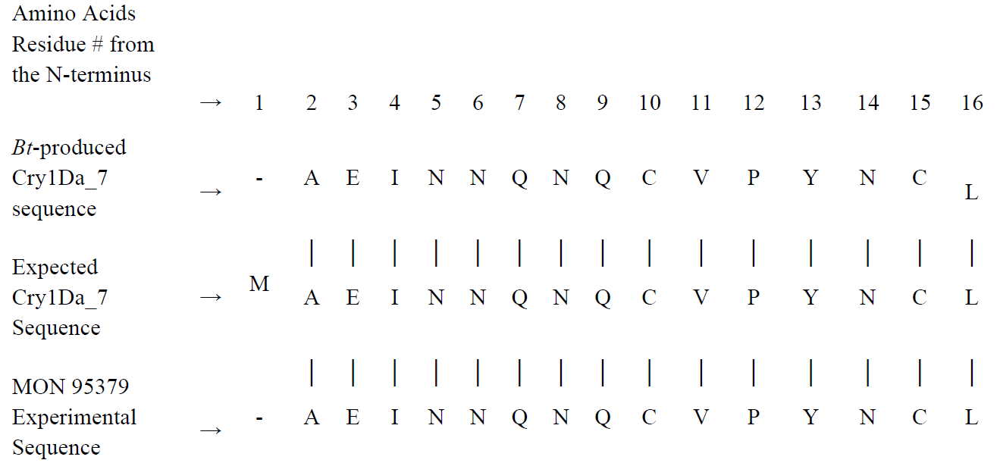 Amino Acids
Residue # from
the N-terminus
→ 1 2 3 4 5 6 7 8 9 10 11 12 13 14 15 16
Bt-produced
Cry1Da_7
sequence
→ - A E I N N Q N Q C V P Y N C L
| | | | | | | | | | | | | | |
Expected
Cry1Da_7
Sequence
→ M A E I N N Q N Q C V P Y N C L
| | | | | | | | | | | | | | |
MON 95379
Experimental
Sequence
→ - A E I N N Q N Q C V P Y N C L